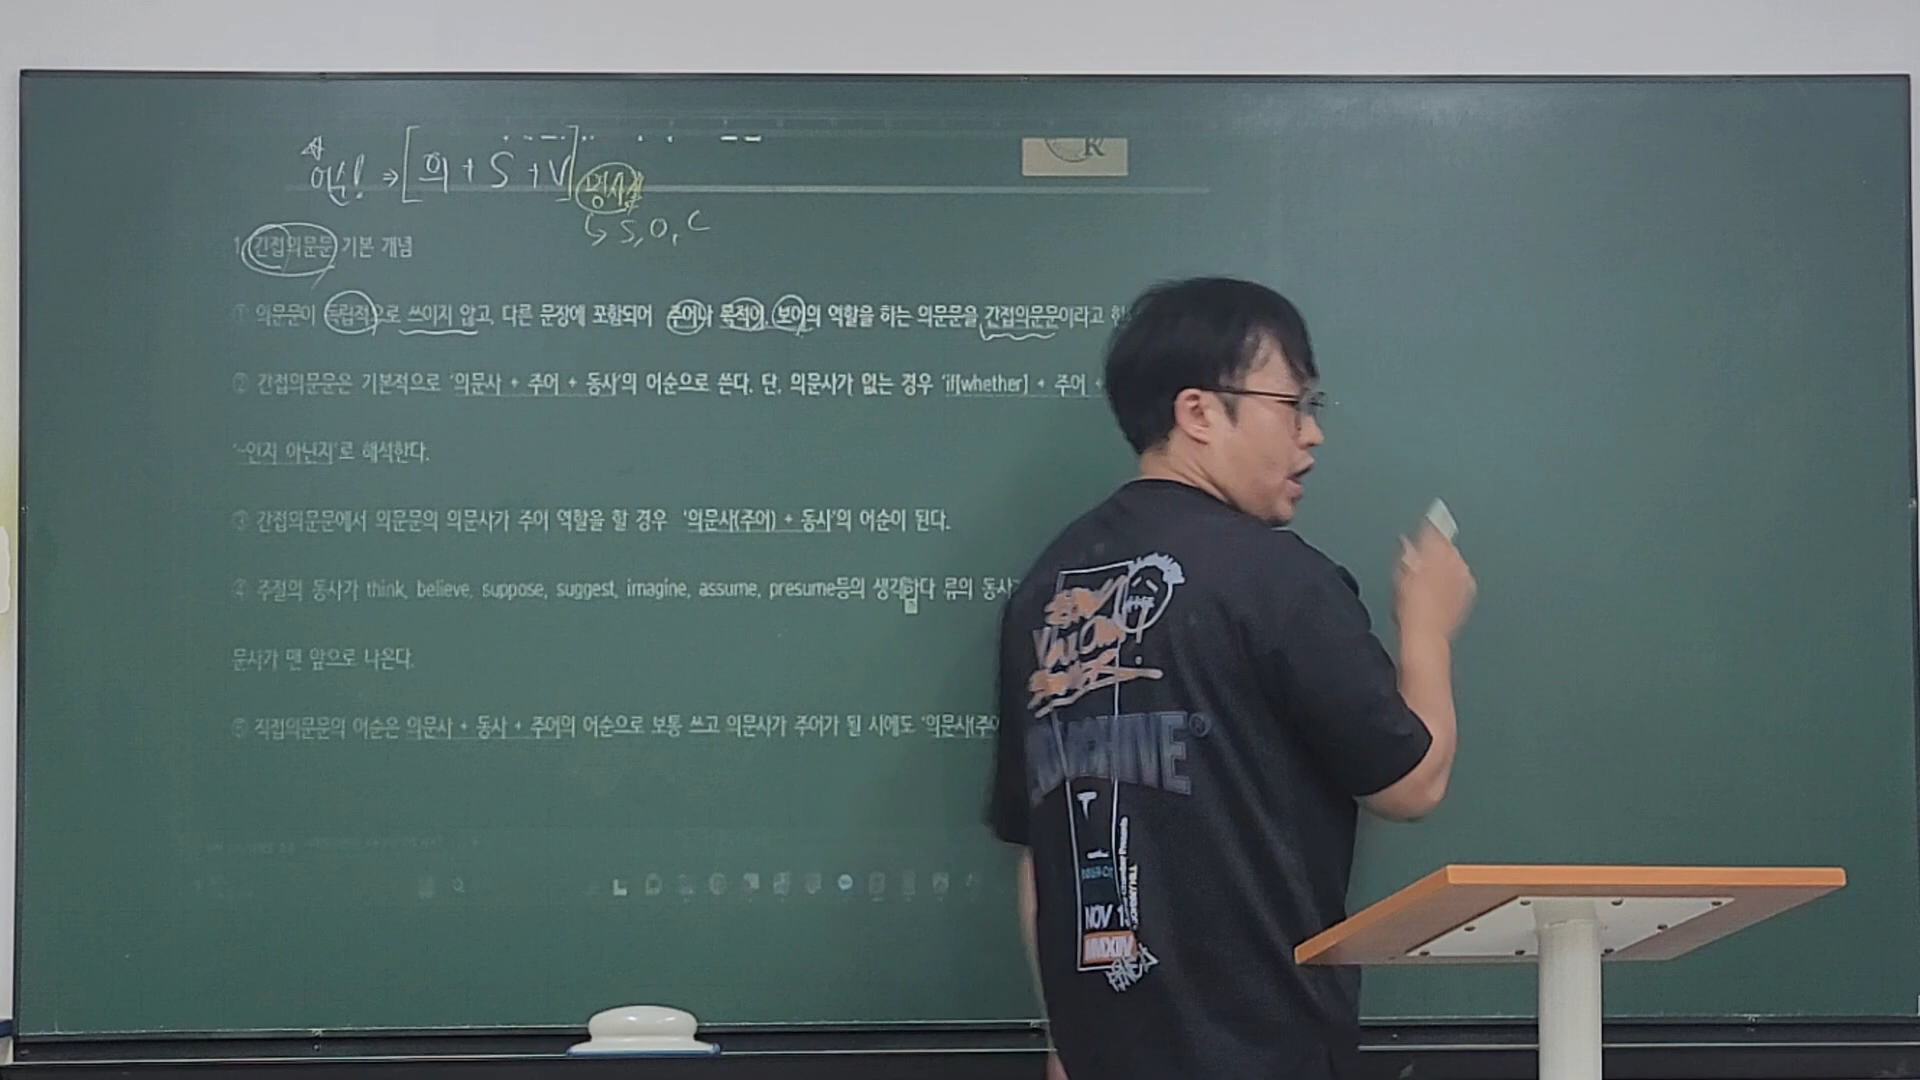 어순! ⇒ [의 + S + V] 명사절
↳ S, O, C
K
1. 간접의문문 기본 개념
① 의문문이 독립적으로 쓰이지 않고, 다른 문장에 포함되어 주어나 목적어, 보어의 역할을 하는 의문문을 간접의문문이라고 한
② 간접의문문은 기본적으로 '의문사 + 주어 + 동사'의 어순으로 쓴다. 단, 의문사가 없는 경우 'if[whether] + 주어 +
'~인지 아닌지'로 해석한다.
③ 간접의문문에서 의문문의 의문사가 주어 역할을 할 경우 '의문사(주어) + 동사'의 어순이 된다.
④ 주절의 동사가 think, believe, suppose, suggest, imagine, assume, presume등의 생각하다 류의 동사
문사가 맨 앞으로 나온다.
⑤ 직접의문문의 어순은 의문사 + 동사 + 주어의 어순으로 보통 쓰고 의문사가 주어가 될 시에도 '의문사(주어
NOV 1
MMXIV